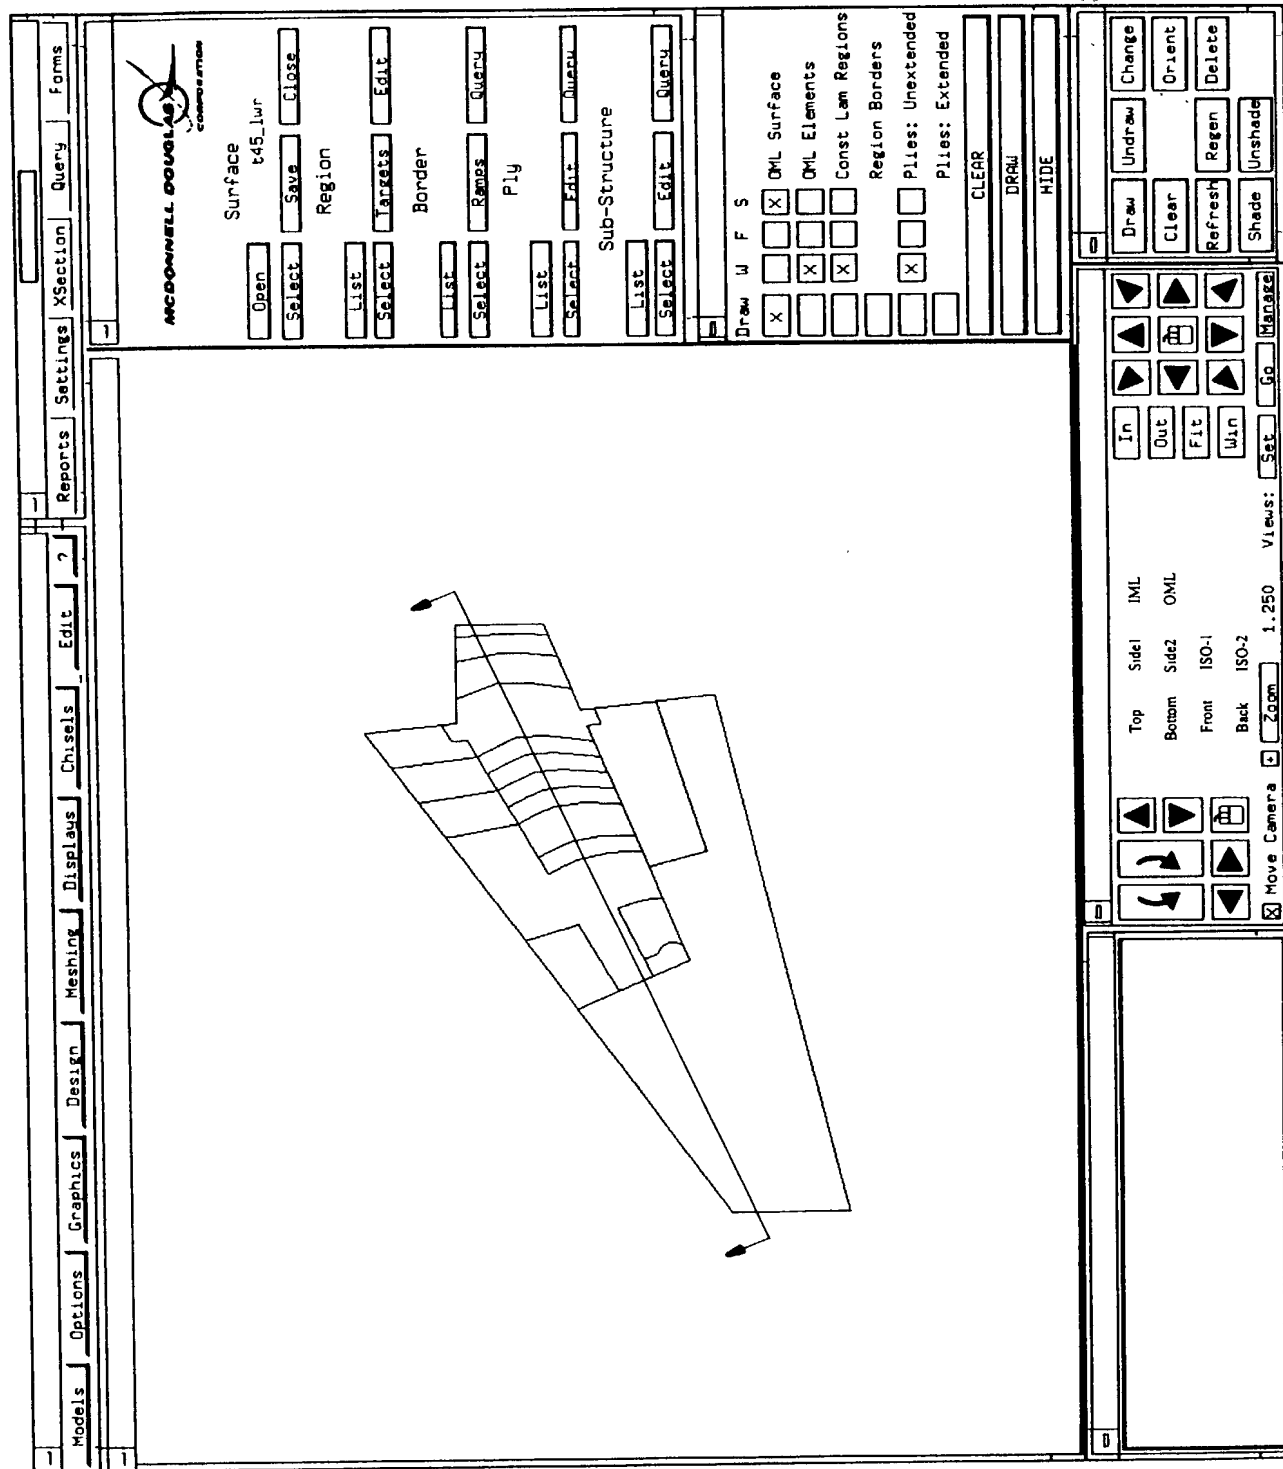 Models Options Graphics Design Meshing Displays Chisels Edit ?
Reports Settings XSection Query Forms
MCDONNELL DOUGLAS
CORPORATION
Surface
Open t45_lwr
Select Save Close
Region
List
Select Targets Edit
Border
List
Select Ramps Query
Ply
List
Select Edit Query
Sub-Structure
List
Select Edit Query
Draw W F S
X X OML Surface
X OML Elements
X Const Lam Regions
Region Borders
X Plies: Unextended
Plies: Extended
CLEAR
DRAW
HIDE
Top Side1 IML
Bottom Side2 OML
Front ISO-1
Back ISO-2
In
Out
Fit
Win
X Move Camera + Zoom 1.250 Views: Set Go Manage
Draw Undraw Change
Clear Orient
Refresh Regen Delete
Shade Unshade